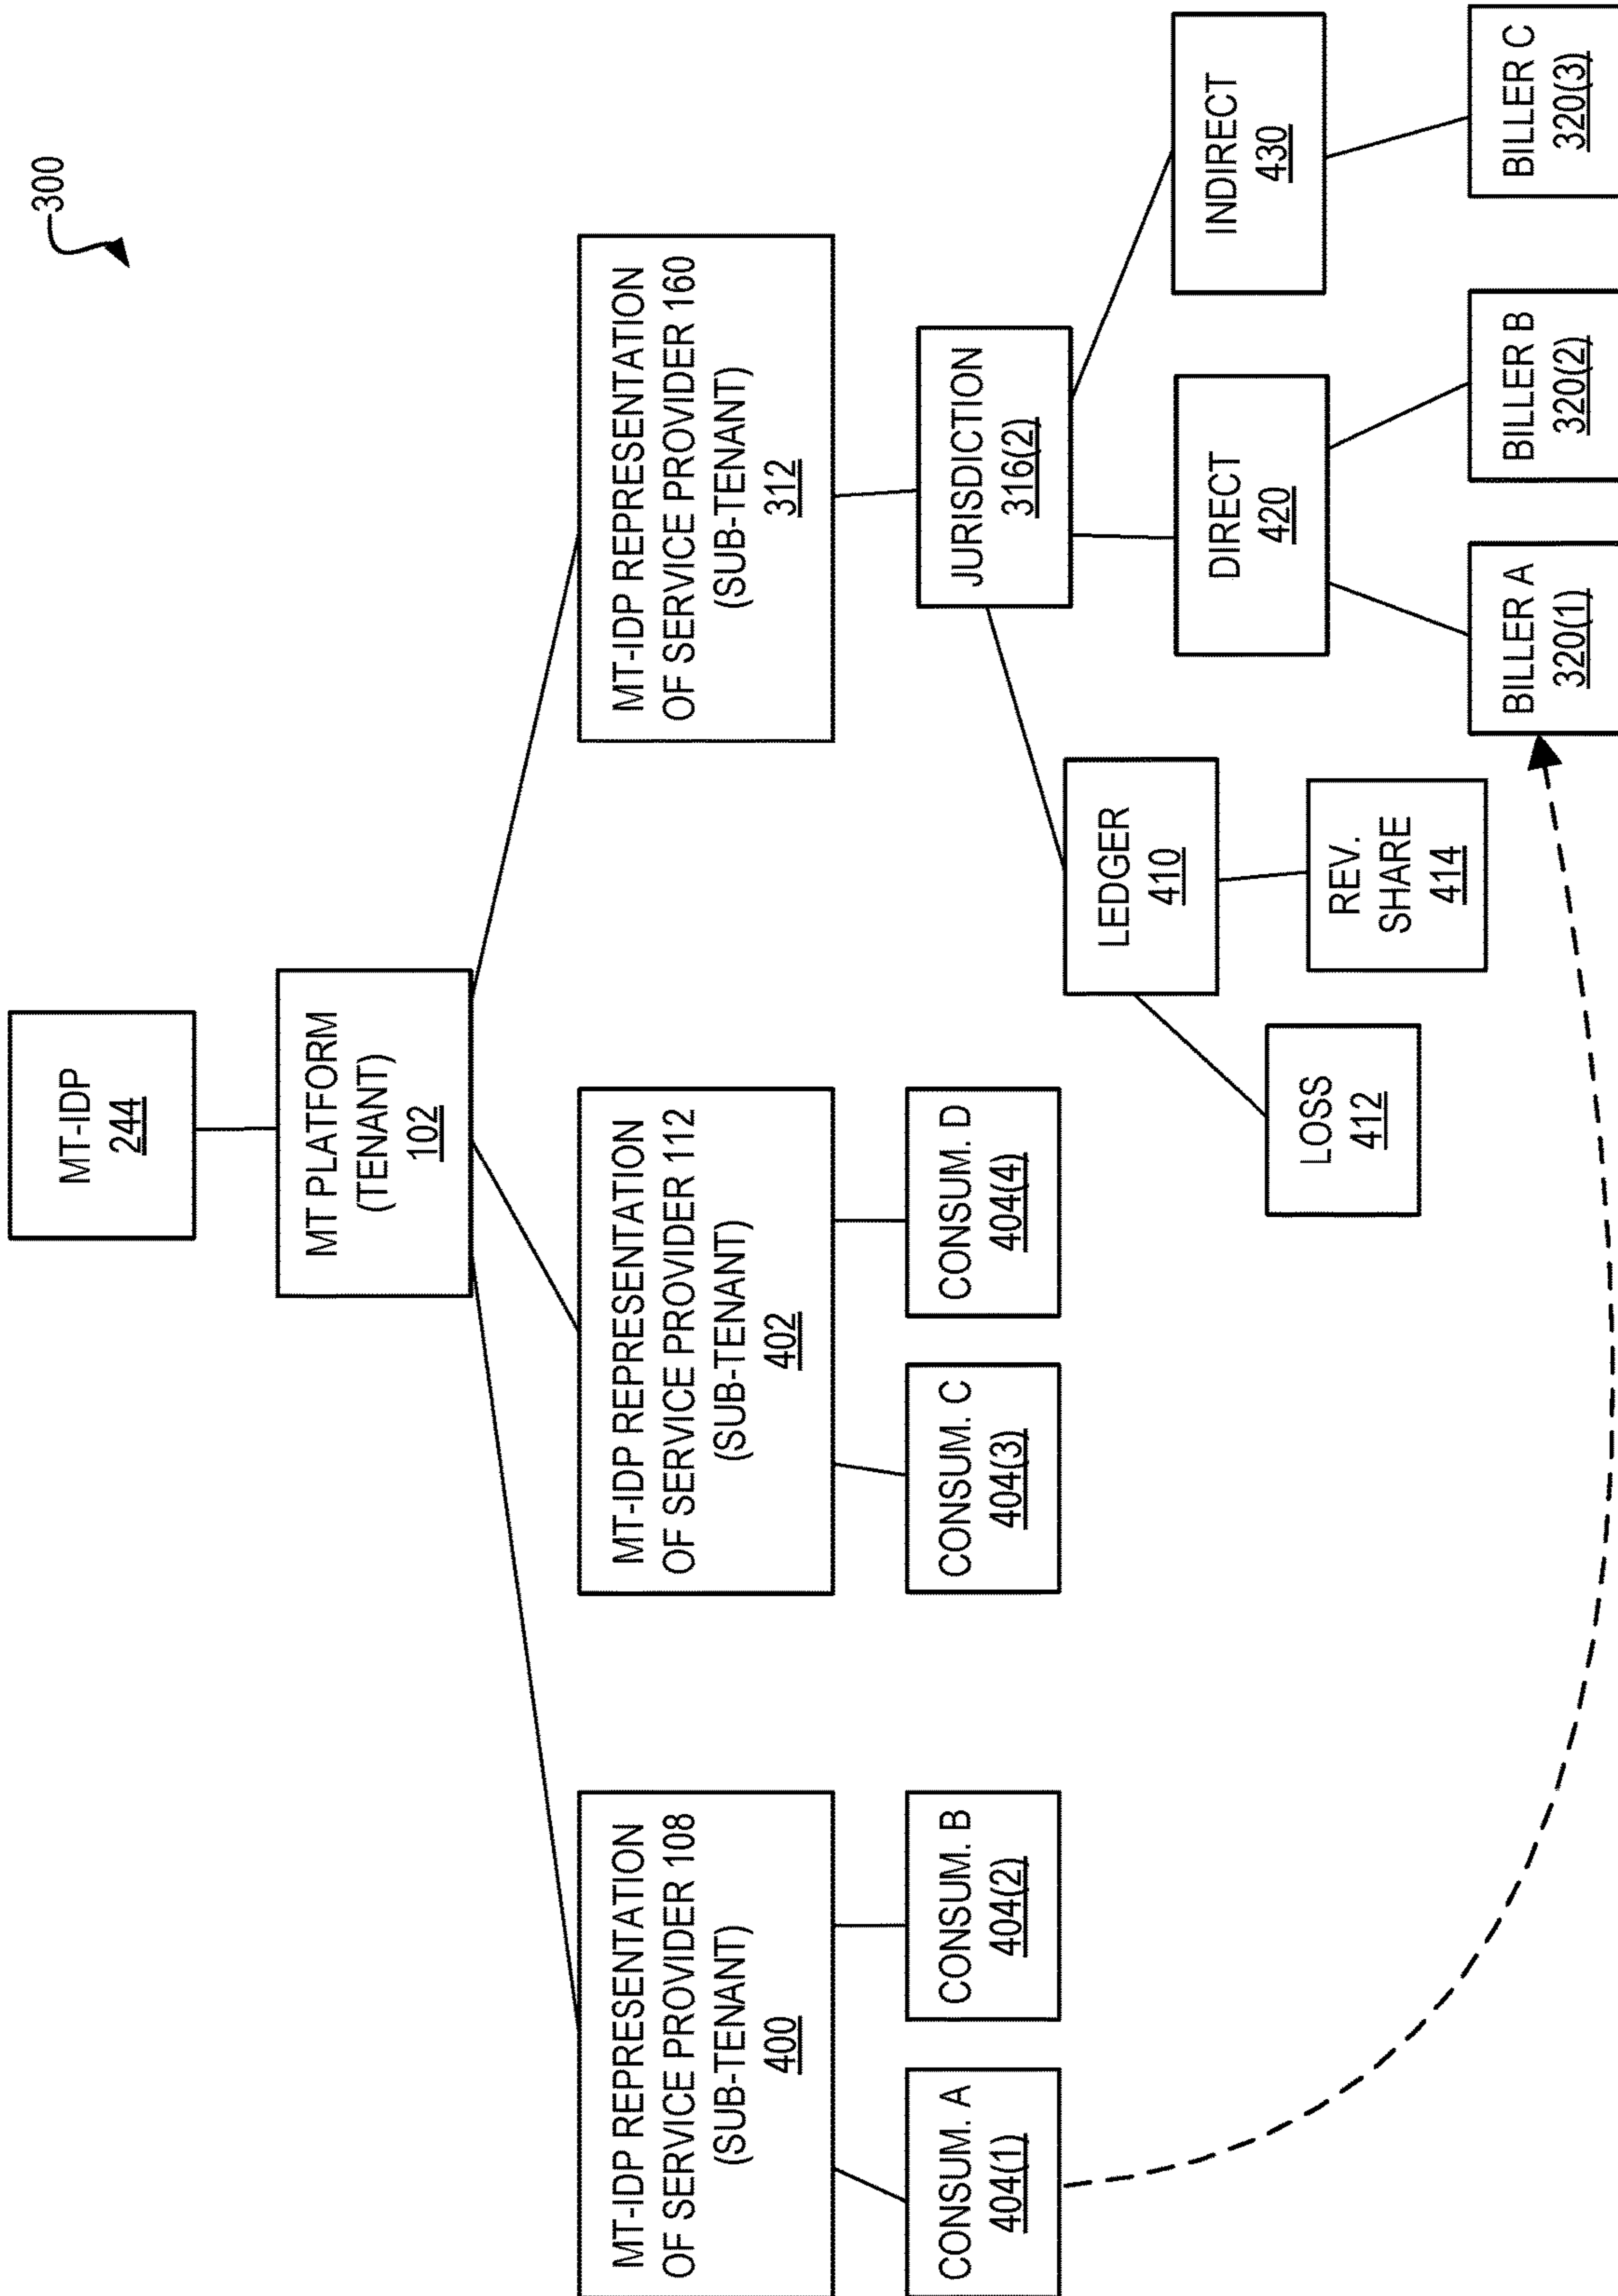 300
MT-IDP
244
MT PLATFORM
(TENANT)
102
MT-IDP REPRESENTATION
OF SERVICE PROVIDER 108
(SUB-TENANT)
400
MT-IDP REPRESENTATION
OF SERVICE PROVIDER 112
(SUB-TENANT)
402
MT-IDP REPRESENTATION
OF SERVICE PROVIDER 160
(SUB-TENANT)
312
CONSUM. A
404(1)
CONSUM. B
404(2)
CONSUM. C
404(3)
CONSUM. D
404(4)
JURISDICTION
316(2)
LEDGER
410
DIRECT
420
INDIRECT
430
LOSS
412
REV.
SHARE
414
BILLER A
320(1)
BILLER B
320(2)
BILLER C
320(3)